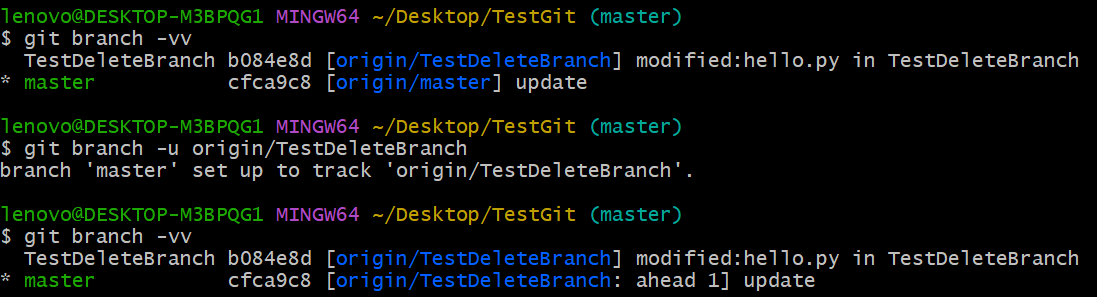 lenovo@DESKTOP-M3BPQG1 MINGW64 ~/Desktop/TestGit (master)
$ git branch -vv
  TestDeleteBranch b084e8d [origin/TestDeleteBranch] modified:hello.py in TestDeleteBranch
* master           cfca9c8 [origin/master] update
lenovo@DESKTOP-M3BPQG1 MINGW64 ~/Desktop/TestGit (master)
$ git branch -u origin/TestDeleteBranch
branch 'master' set up to track 'origin/TestDeleteBranch'.
lenovo@DESKTOP-M3BPQG1 MINGW64 ~/Desktop/TestGit (master)
$ git branch -vv
  TestDeleteBranch b084e8d [origin/TestDeleteBranch] modified:hello.py in TestDeleteBranch
* master           cfca9c8 [origin/TestDeleteBranch: ahead 1] update